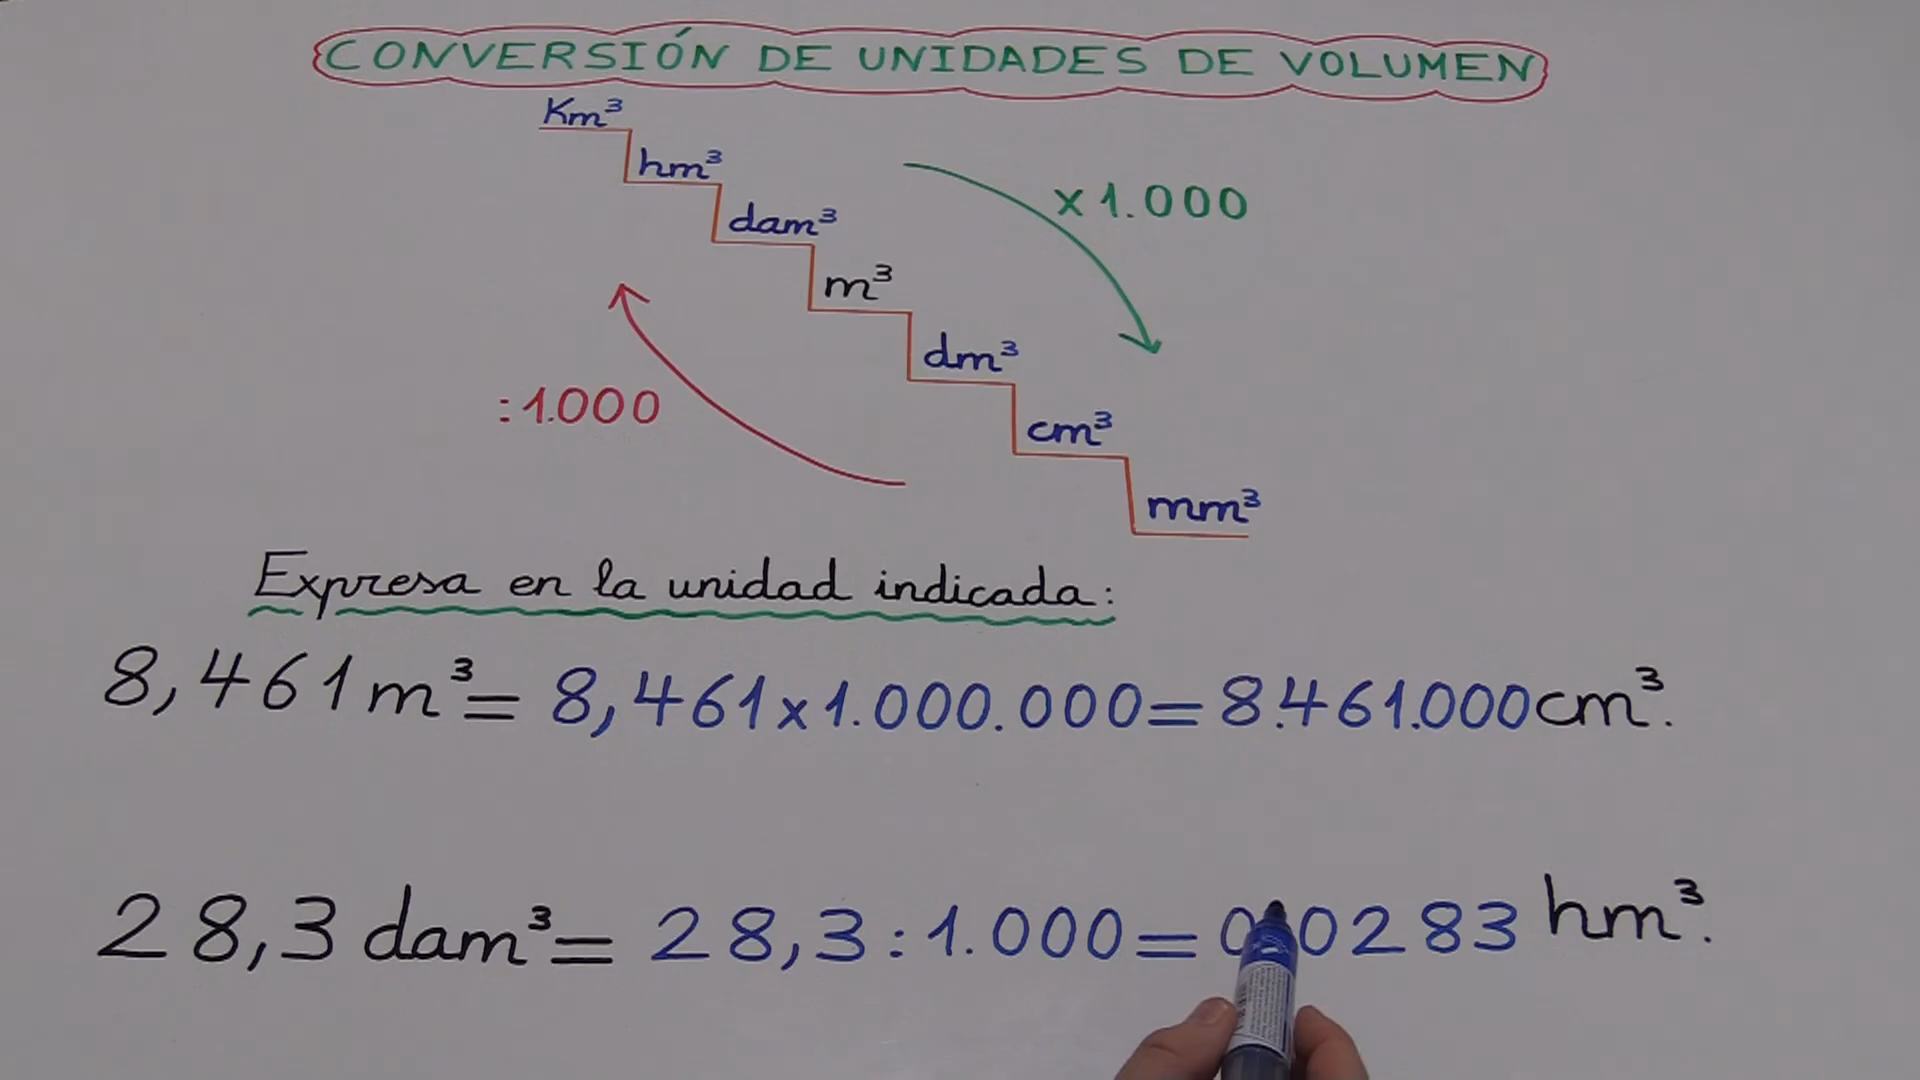 CONVERSIÓN DE UNIDADES DE VOLUMEN
Km³
hm³
dam³
x 1.000
m³
dm³
:1.000
cm³
mm³
Expresa en la unidad indicada:
8,461 m³ = 8,461 x 1.000.000 = 8.461.000 cm³.
28,3 dam³ = 28,3 : 1.000 = 0,0283 hm³.